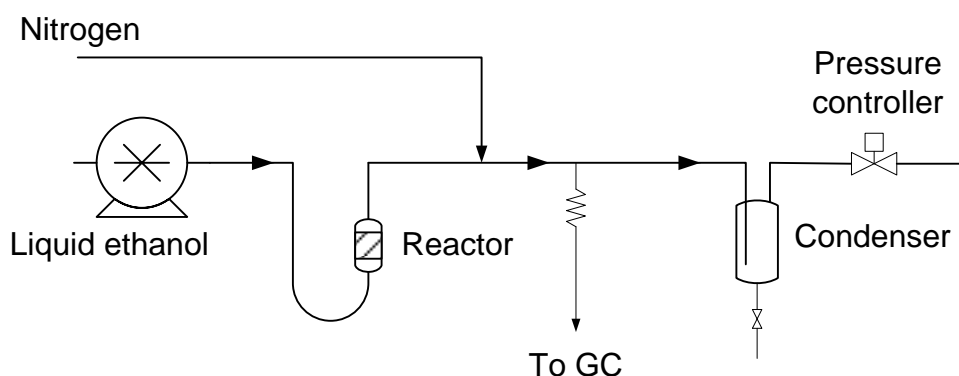 Nitrogen
Pressure
controller
Liquid ethanol
Reactor
Condenser
To GC